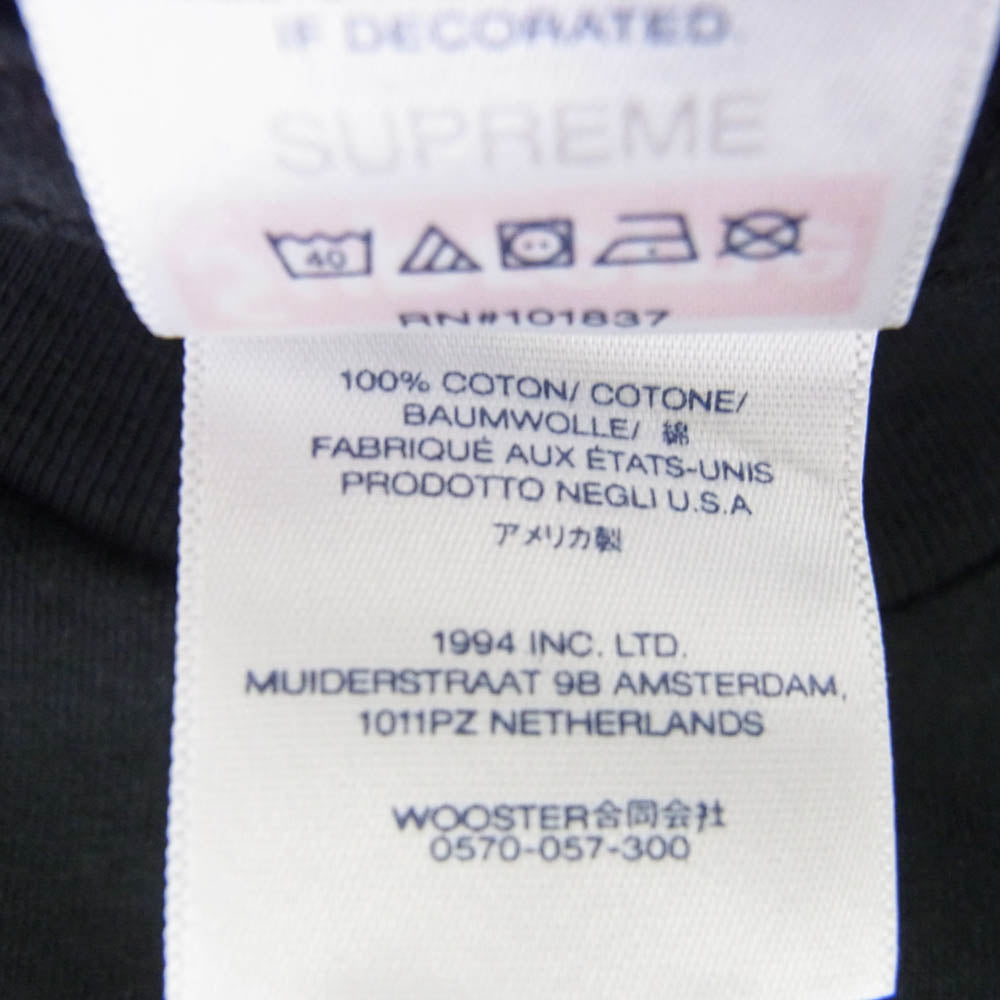 IF DECORATED.
SUPREME
40
RN#101837
100% COTON/ COTONE/
BAUMWOLLE/ 綿
FABRIQUÉ AUX ÉTATS-UNIS
PRODOTTO NEGLI U.S.A
アメリカ製
1994 INC. LTD.
MUIDERSTRAAT 9B AMSTERDAM,
1011PZ NETHERLANDS
WOOSTER合同会社
0570-057-300